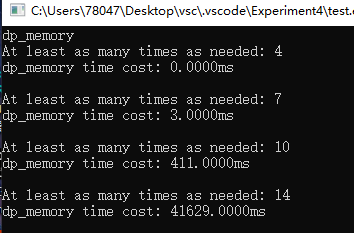 C:\Users\78047\Desktop\vsc\.vscode\Experiment4\test.
dp_memory
At least as many times as needed: 4
dp_memory time cost: 0.0000ms
At least as many times as needed: 7
dp_memory time cost: 3.0000ms
At least as many times as needed: 10
dp_memory time cost: 411.0000ms
At least as many times as needed: 14
dp_memory time cost: 41629.0000ms